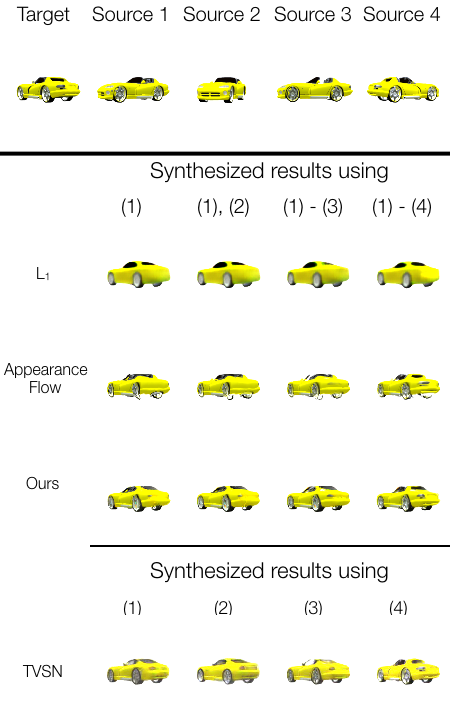 Target Source 1 Source 2 Source 3 Source 4
Synthesized results using
(1) (1), (2) (1) - (3) (1) - (4)
L₁
Appearance
Flow
Ours
Synthesized results using
(1) (2) (3) (4)
TVSN